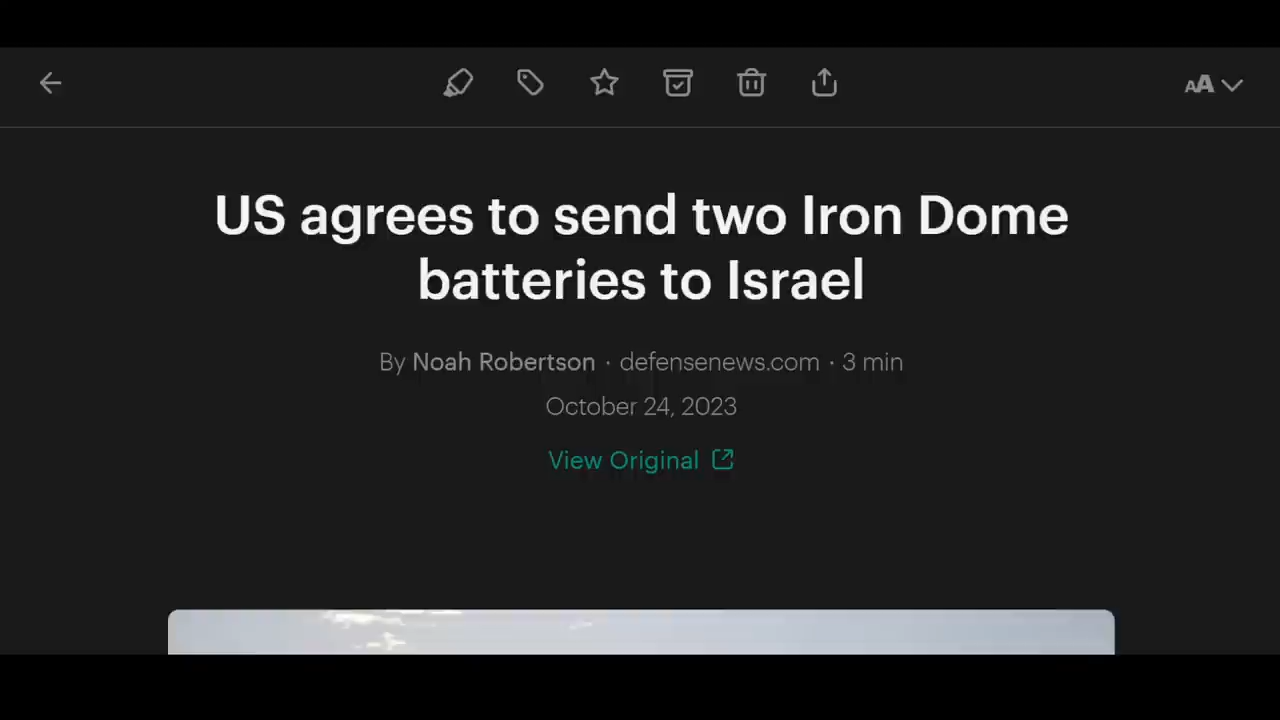 AA
US agrees to send two Iron Dome
batteries to Israel
By Noah Robertson · defensenews.com · 3 min
October 24, 2023
View Original